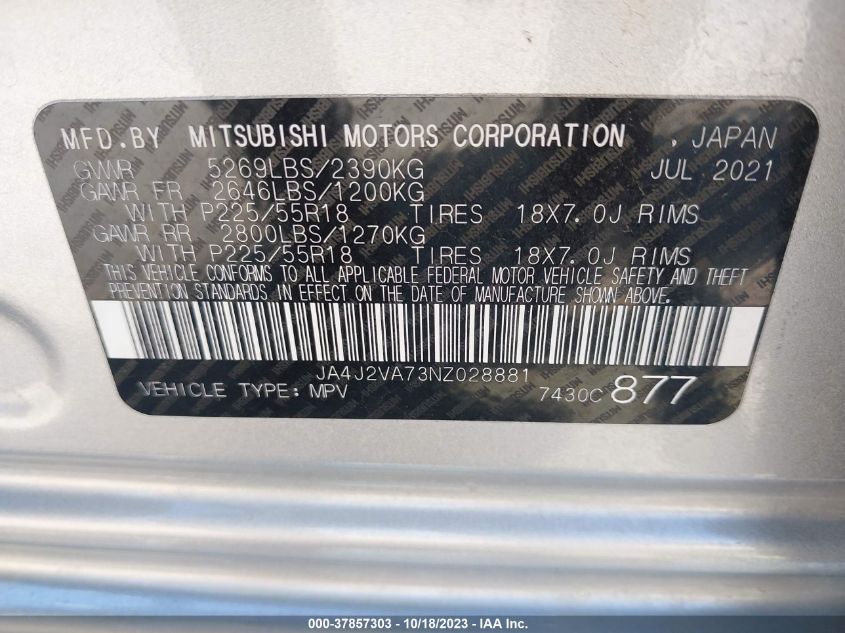 MFD. BY MITSUBISHI MOTORS CORPORATION , JAPAN
GVWR 5269LBS/2390KG JUL 2021
GAWR FR 2646LBS/1200KG
WITH P225/55R18 TIRES 18X7.0J RIMS
GAWR RR 2800LBS/1270KG
WITH P225/55R18 TIRES 18X7.0J RIMS
THIS VEHICLE CONFORMS TO ALL APPLICABLE FEDERAL MOTOR VEHICLE SAFETY AND THEFT
PREVENTION STANDARDS IN EFFECT ON THE DATE OF MANUFACTURE SHOWN ABOVE.
JA4J2VA73NZ028881
VEHICLE TYPE: MPV 7430C 877
000-37857303 - 10/18/2023 - IAA Inc.